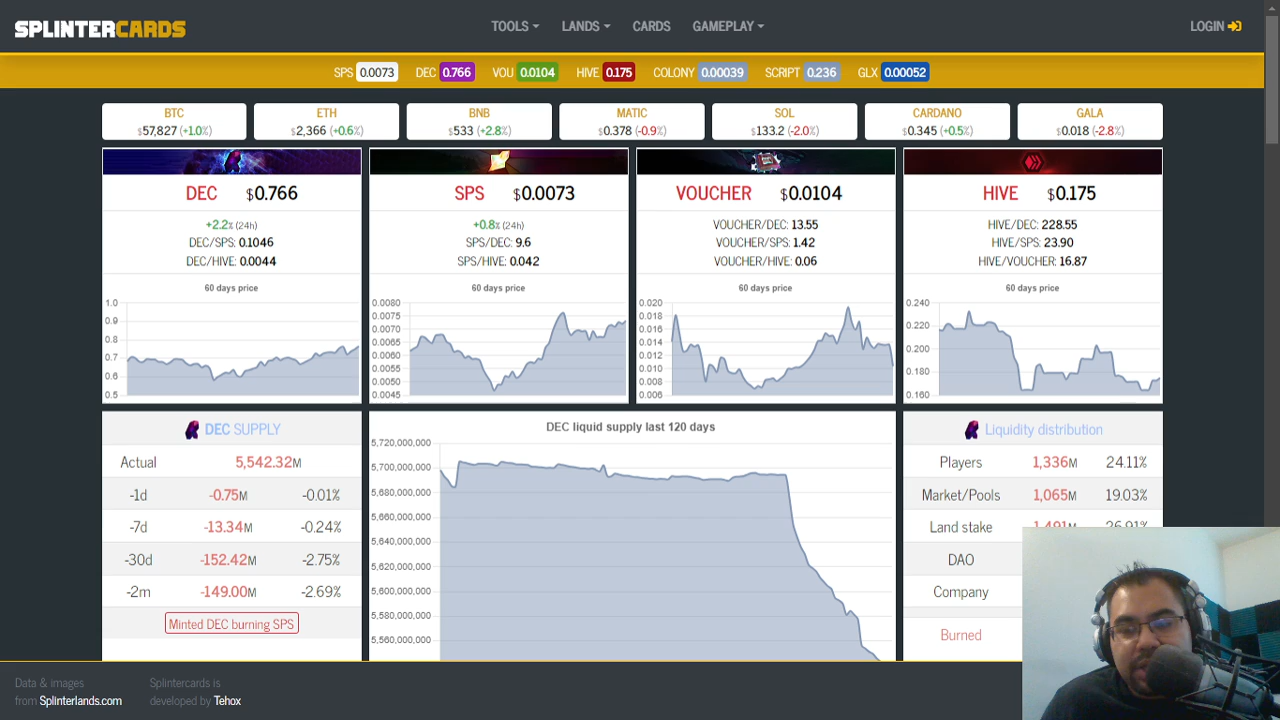 SPLINTERCARDS
TOOLS LANDS CARDS GAMEPLAY
LOGIN
SPS 0.0073 DEC 0.766 VOU 0.0104 HIVE 0.175 COLONY 0.00039 SCRIPT 0.236 GLX 0.00052
BTC
$57,827 (+1.0%)
ETH
$2,366 (+0.6%)
BNB
$533 (+2.8%)
MATIC
$0.378 (-0.9%)
SOL
$133.2 (-2.0%)
CARDANO
$0.345 (+0.5%)
GALA
$0.018 (-2.8%)
DEC $0.766
+2.2% (24h)
DEC/SPS: 0.1046
DEC/HIVE: 0.0044
60 days price
1.0
0.9
0.8
0.7
0.6
0.5
SPS $0.0073
+0.8% (24h)
SPS/DEC: 9.6
SPS/HIVE: 0.042
60 days price
0.0080
0.0075
0.0070
0.0065
0.0060
0.0055
0.0050
0.0045
VOUCHER $0.0104
VOUCHER/DEC: 13.55
VOUCHER/SPS: 1.42
VOUCHER/HIVE: 0.06
60 days price
0.020
0.018
0.016
0.014
0.012
0.010
0.008
0.006
HIVE $0.175
HIVE/DEC: 228.55
HIVE/SPS: 23.90
HIVE/VOUCHER: 16.87
60 days price
0.240
0.220
0.200
0.180
0.160
DEC SUPPLY
Actual 5,542.32M
-1d -0.75M -0.01%
-7d -13.34M -0.24%
-30d -152.42M -2.75%
-2m -149.00M -2.69%
Minted DEC burning SPS
DEC liquid supply last 120 days
5,720,000,000
5,700,000,000
5,680,000,000
5,660,000,000
5,640,000,000
5,620,000,000
5,600,000,000
5,580,000,000
5,560,000,000
Liquidity distribution
Players 1,336M 24.11%
Market/Pools 1,065M 19.03%
Land stake 1,491M 26.91%
DAO
Company
Burned
Data & images
from Splinterlands.com
Splintercards is
developed by Tehox